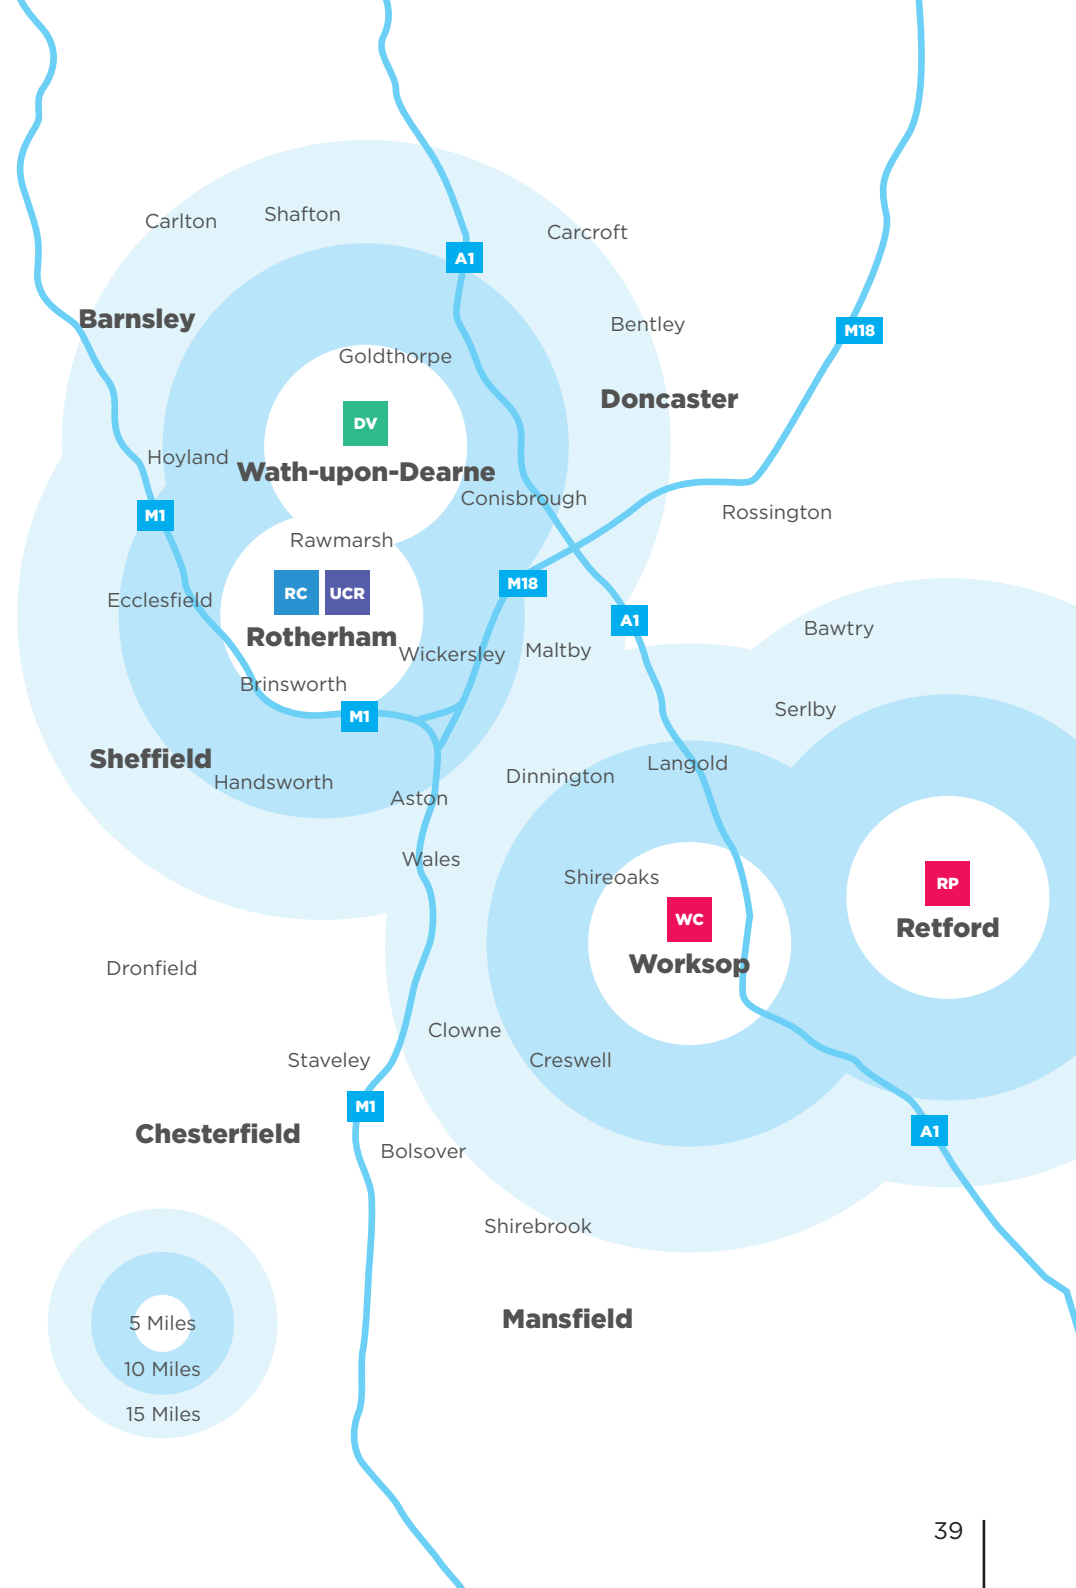 Carlton
Shafton
Carcroft
A1
Barnsley
Bentley
M18
Goldthorpe
Doncaster
DV
Hoyland
Wath-upon-Dearne
Conisbrough
M1
Rossington
Rawmarsh
M18
RC
UCR
Ecclesfield
A1
Bawtry
Rotherham
Wickersley
Maltby
Brinsworth
Serlby
M1
Sheffield
Langold
Handsworth
Dinnington
Aston
Wales
Shireoaks
RP
WC
Retford
Worksop
Dronfield
Clowne
Staveley
Creswell
M1
Chesterfield
A1
Bolsover
Shirebrook
Mansfield
5 Miles
10 Miles
15 Miles
39